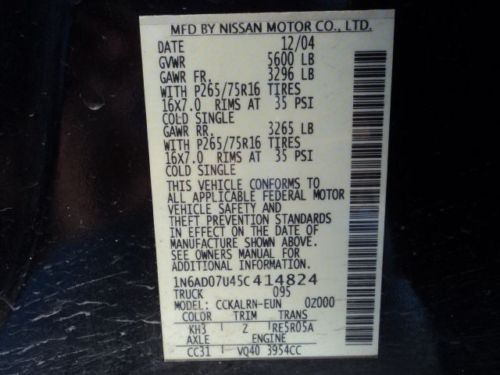 MFD BY NISSAN MOTOR CO., LTD.
DATE 12/04
GVWR 5600 LB
GAWR FR. 3296 LB
WITH P265/75R16 TIRES
16x7.0 RIMS AT 35 PSI
COLD SINGLE
GAWR RR. 3265 LB
WITH P265/75R16 TIRES
16x7.0 RIMS AT 35 PSI
COLD SINGLE
THIS VEHICLE CONFORMS TO
ALL APPLICABLE FEDERAL MOTOR
VEHICLE SAFETY AND
THEFT PREVENTION STANDARDS
IN EFFECT ON THE DATE OF
MANUFACTURE SHOWN ABOVE.
SEE OWNERS MANUAL FOR
ADDITIONAL INFORMATION.
1N6AD07U45C414824
TRUCK 095
MODEL: CCKALRN-EUN 0Z000
COLOR TRIM TRANS
KH3 Z RE5R05A
AXLE ENGINE
CC31 VQ40 3954CC